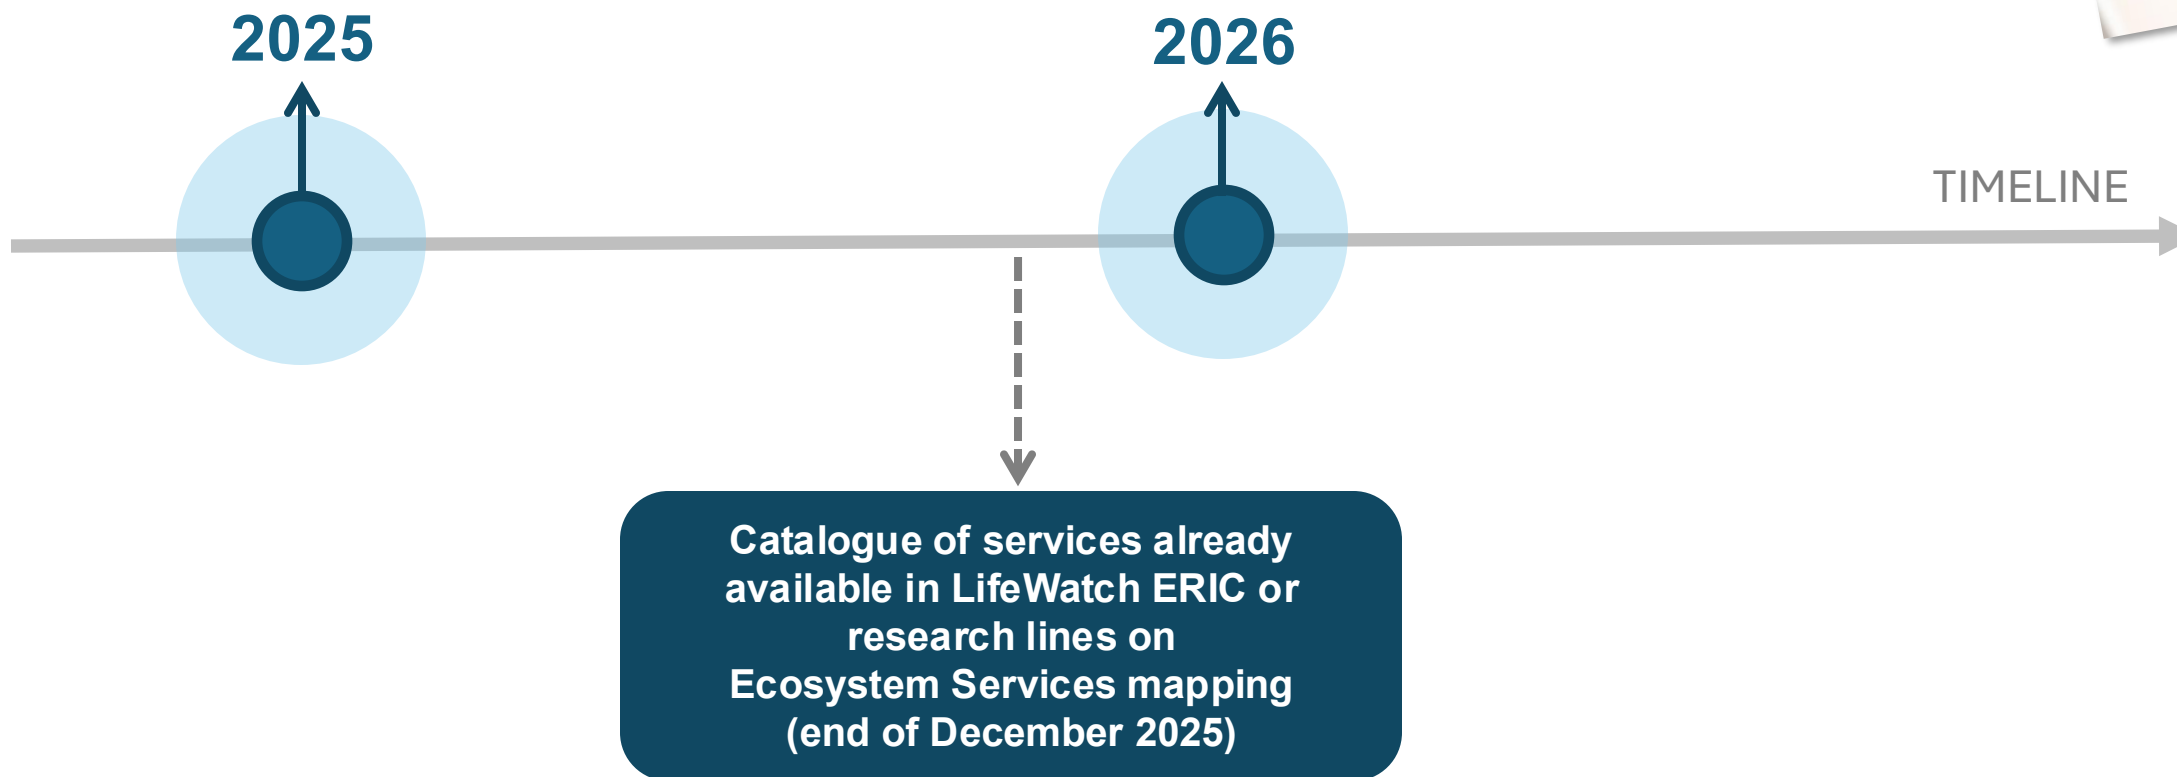 2025
2026
TIMELINE
Catalogue of services already
available in LifeWatch ERIC or
research lines on
Ecosystem Services mapping
(end of December 2025)